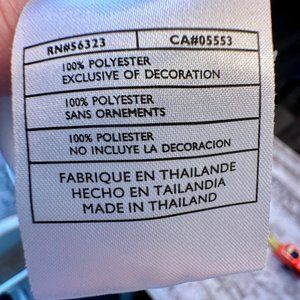 RN#56323 CA#05553
100% POLYESTER
EXCLUSIVE OF DECORATION
100% POLYESTER
SANS ORNEMENTS
100% POLIESTER
NO INCLUYE LA DECORACION
FABRIQUE EN THAILANDE
HECHO EN TAILANDIA
MADE IN THAILAND